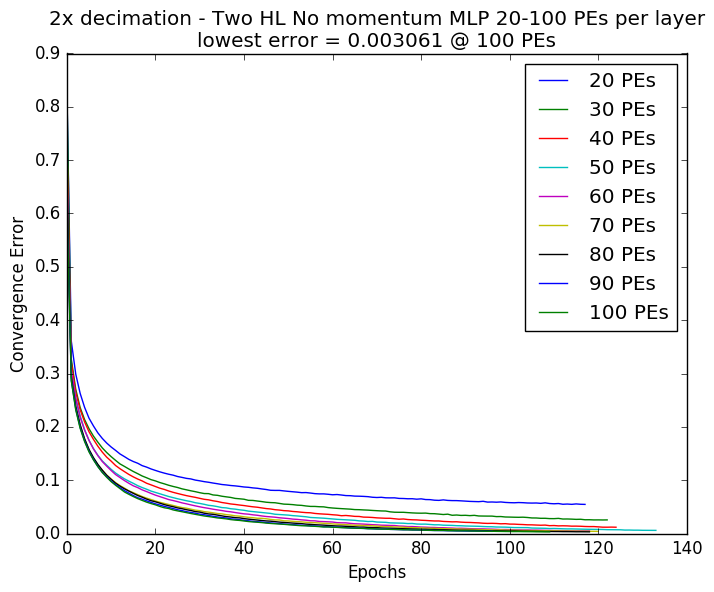 2x decimation - Two HL No momentum MLP 20-100 PEs per layer
lowest error = 0.003061 @ 100 PEs
0.9
0.8
0.7
0.6
0.5
0.4
0.3
0.2
0.1
0.0
Convergence Error
20 PEs
30 PEs
40 PEs
50 PEs
60 PEs
70 PEs
80 PEs
90 PEs
100 PEs
0 20 40 60 80 100 120 140
Epochs